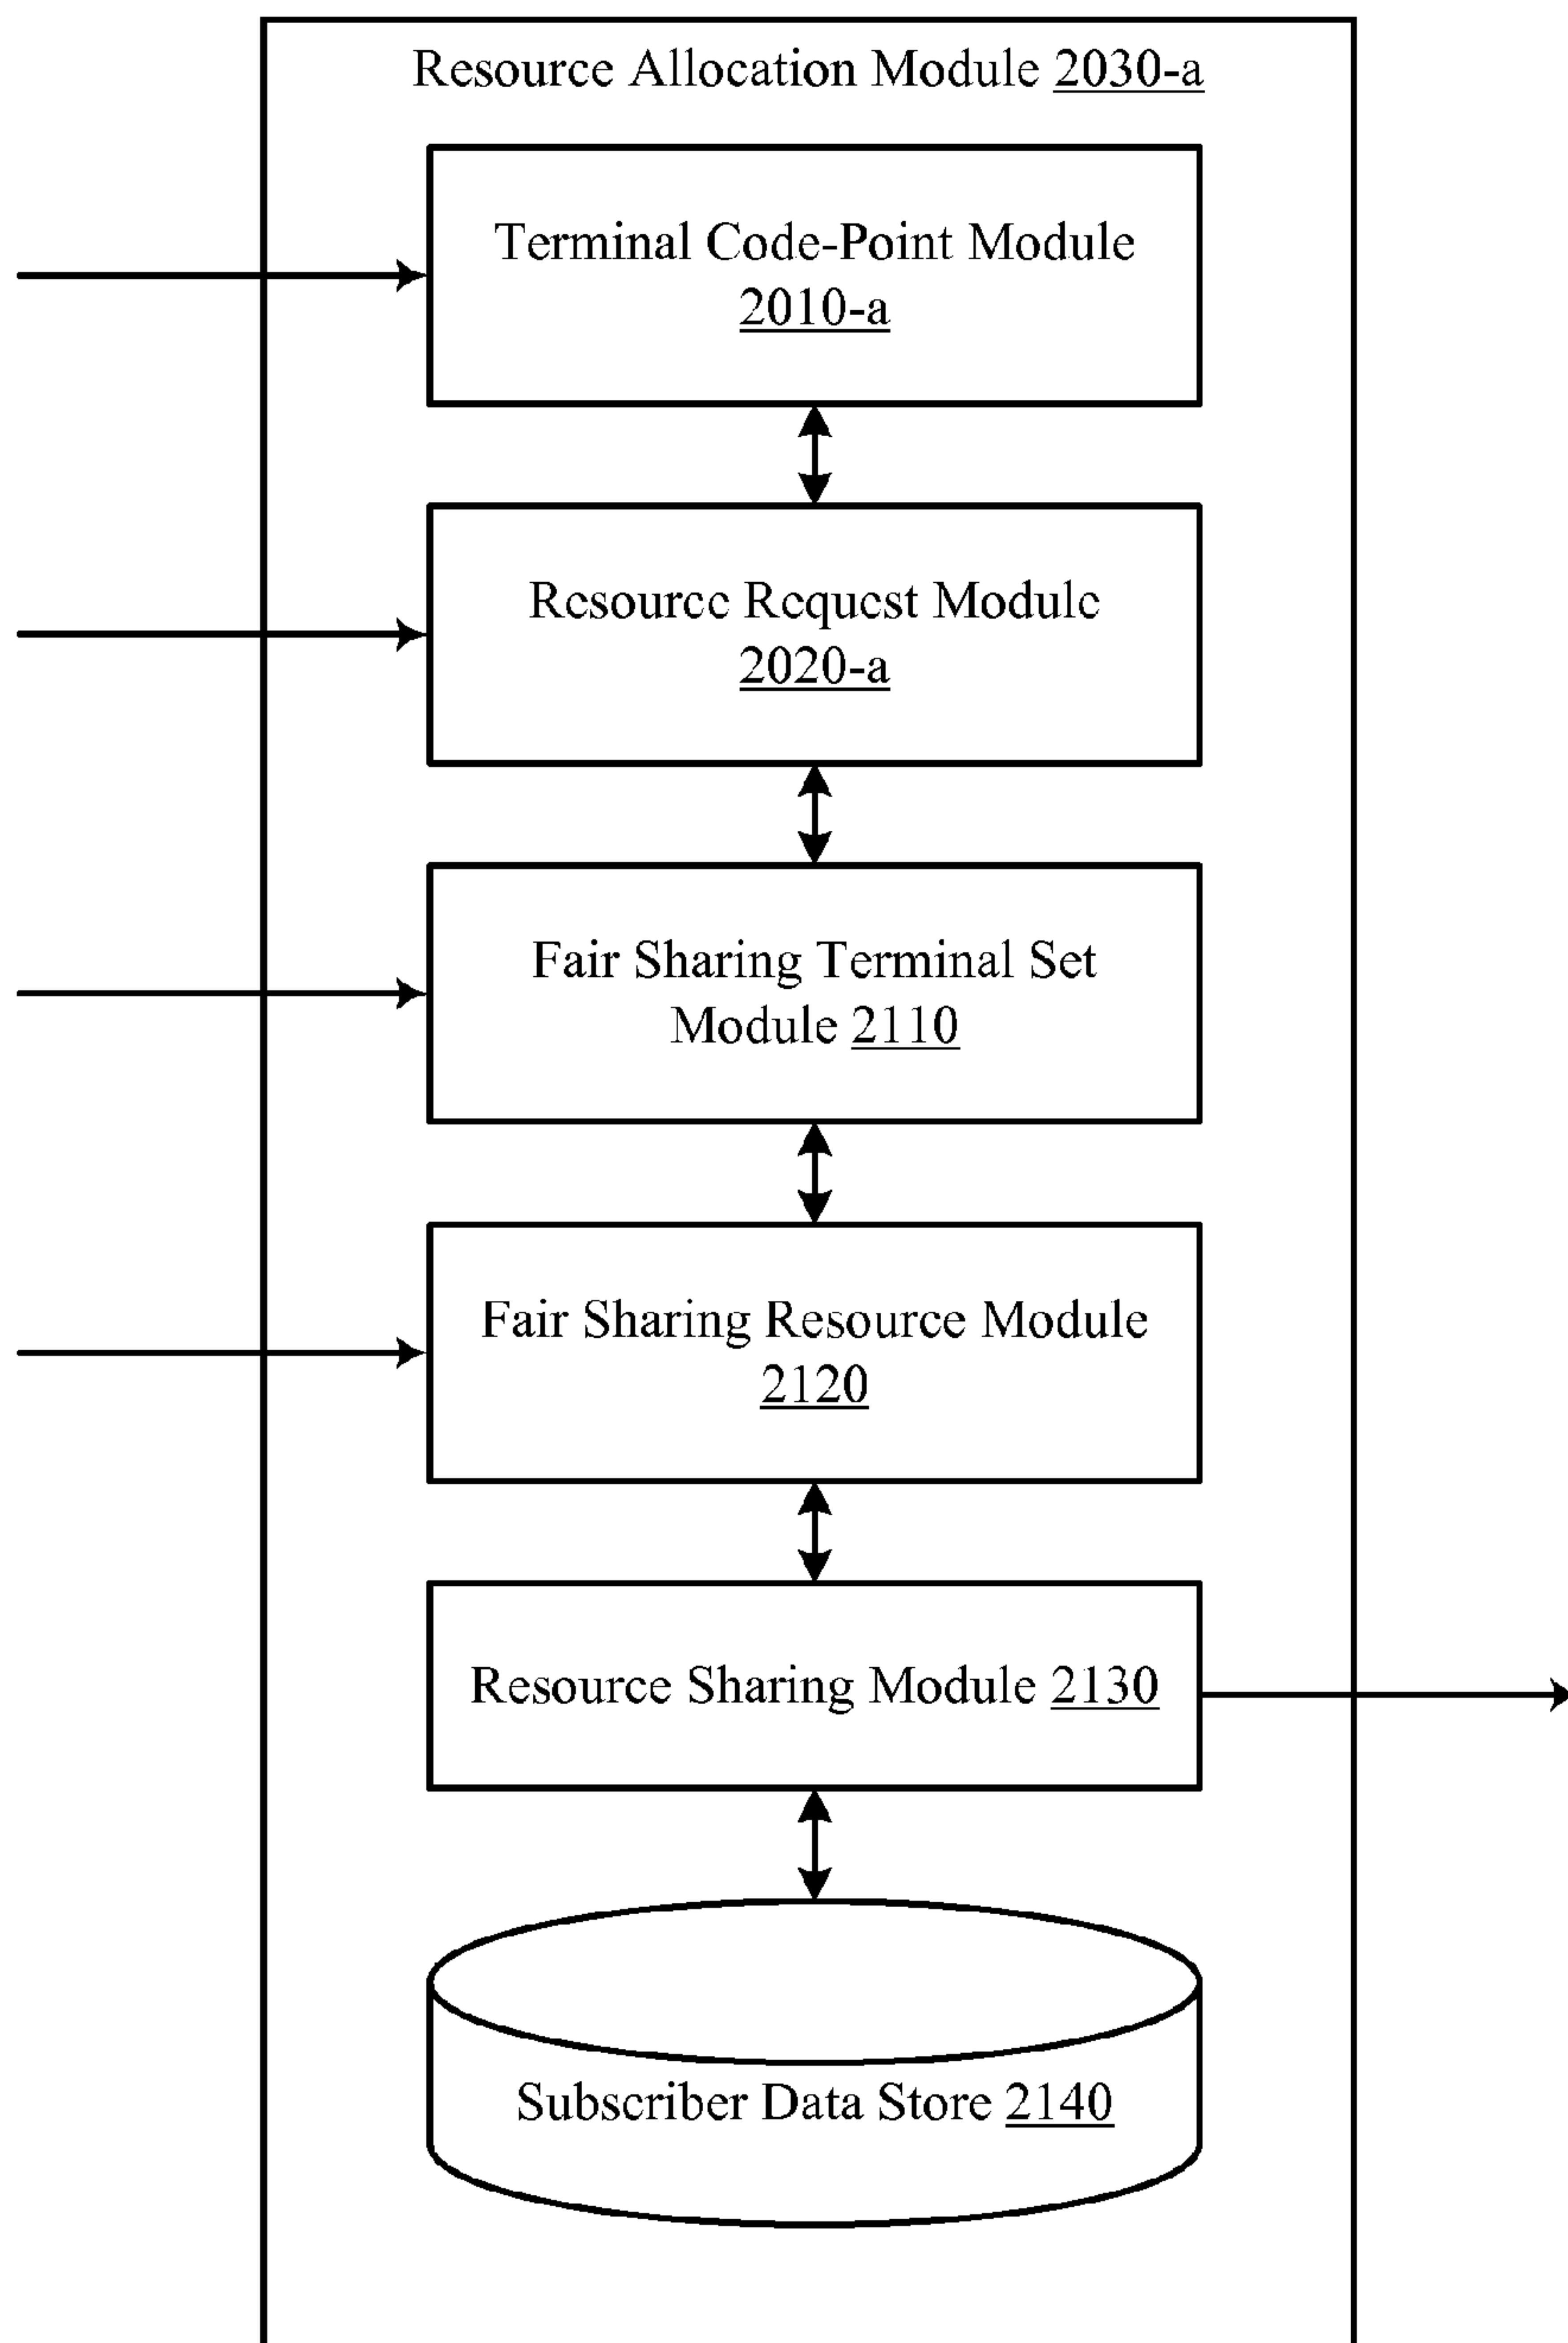 Resource Allocation Module 2030-a
Terminal Code-Point Module
2010-a
Resource Request Module
2020-a
Fair Sharing Terminal Set
Module 2110
Fair Sharing Resource Module
2120
Resource Sharing Module 2130
Subscriber Data Store 2140